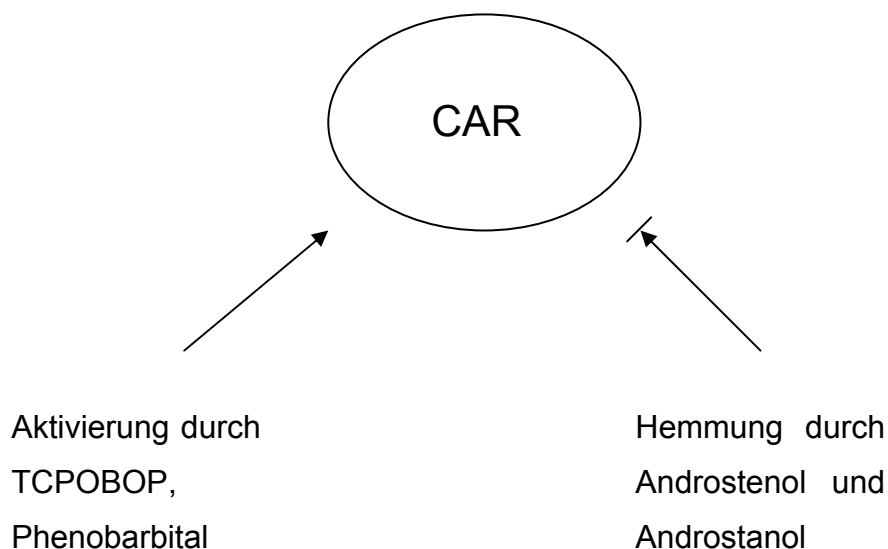 CAR
Aktivierung durch
TCPOBOP,
Phenobarbital
Hemmung durch
Androstenol und
Androstanol